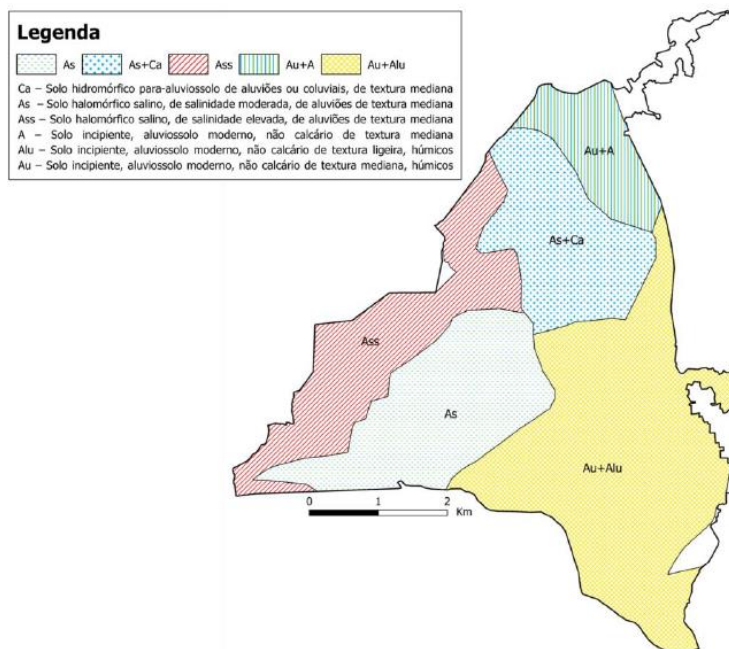 Legenda
As As+Ca Ass Au+A Au+Alu
Ca – Solo hidromórfico para-aluviossolo de aluviões ou coluviais, de textura mediana
As – Solo halomórfico salino, de salinidade moderada, de aluviões de textura mediana
Ass – Solo halomórfico salino, de salinidade elevada, de aluviões de textura mediana
A – Solo incipiente, aluviossolo moderno, não calcário de textura mediana
Alu – Solo incipiente, aluviossolo moderno, não calcário de textura ligeira, húmicos
Au – Solo incipiente, aluviossolo moderno, não calcário de textura mediana, húmicos
Au+A
As+Ca
Ass
As
Au+Alu
0 1 2
Km